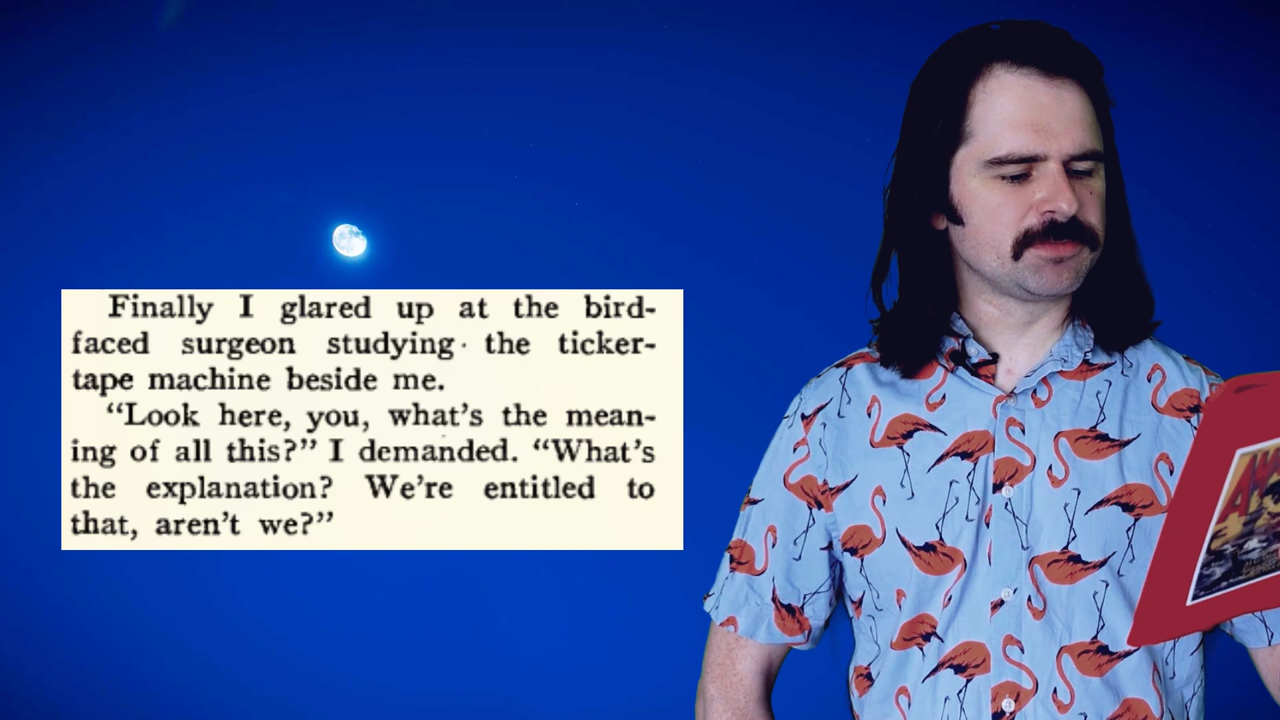 Finally I glared up at the bird-
faced surgeon studying the ticker-
tape machine beside me.
“Look here, you, what’s the mean-
ing of all this?” I demanded. “What’s
the explanation? We’re entitled to
that, aren’t we?”